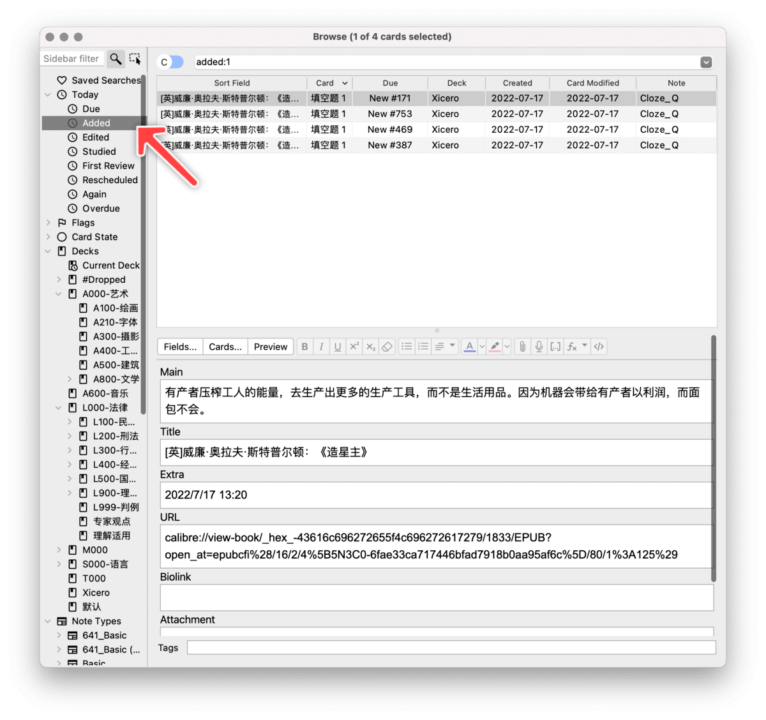 Browse (1 of 4 cards selected)
Sidebar filter
C
added:1
Saved Searches
Today
Due
Added
Edited
Studied
First Review
Rescheduled
Again
Overdue
Flags
Card State
Decks
Current Deck
#Dropped
A000-艺术
A100-绘画
A210-字体
A300-摄影
A400-工...
A500-建筑
A800-文学
A600-音乐
L000-法律
L100-民...
L200-刑法
L300-行...
L400-经...
L500-国...
L900-理...
L999-判例
专家观点
理解适用
M000
S000-语言
T000
Xicero
默认
Note Types
641_Basic
641_Basic (...
Basic
Sort Field Card Due Deck Created Card Modified Note
[英]威廉·奥拉夫·斯特普尔顿：《造... 填空题 1 New #171 Xicero 2022-07-17 2022-07-17 Cloze_Q
[英]威廉·奥拉夫·斯特普尔顿：《造... 填空题 1 New #753 Xicero 2022-07-17 2022-07-17 Cloze_Q
英]威廉·奥拉夫·斯特普尔顿：《造... 填空题 1 New #469 Xicero 2022-07-17 2022-07-17 Cloze_Q
威廉·奥拉夫·斯特普尔顿：《造... 填空题 1 New #387 Xicero 2022-07-17 2022-07-17 Cloze_Q
Fields... Cards... Preview B I U x² x₂ A fx </>
Main
有产者压榨工人的能量，去生产出更多的生产工具，而不是生活用品。因为机器会带给有产者以利润，而面
包不会。
Title
[英]威廉·奥拉夫·斯特普尔顿：《造星主》
Extra
2022/7/17 13:20
URL
calibre://view-book/_hex_-43616c696272655f4c696272617279/1833/EPUB?
open_at=epubcfi%28/16/2/4%5B5N3C0-6fae33ca717446bfad7918b0aa95af6c%5D/80/1%3A125%29
Biolink
Attachment
Tags